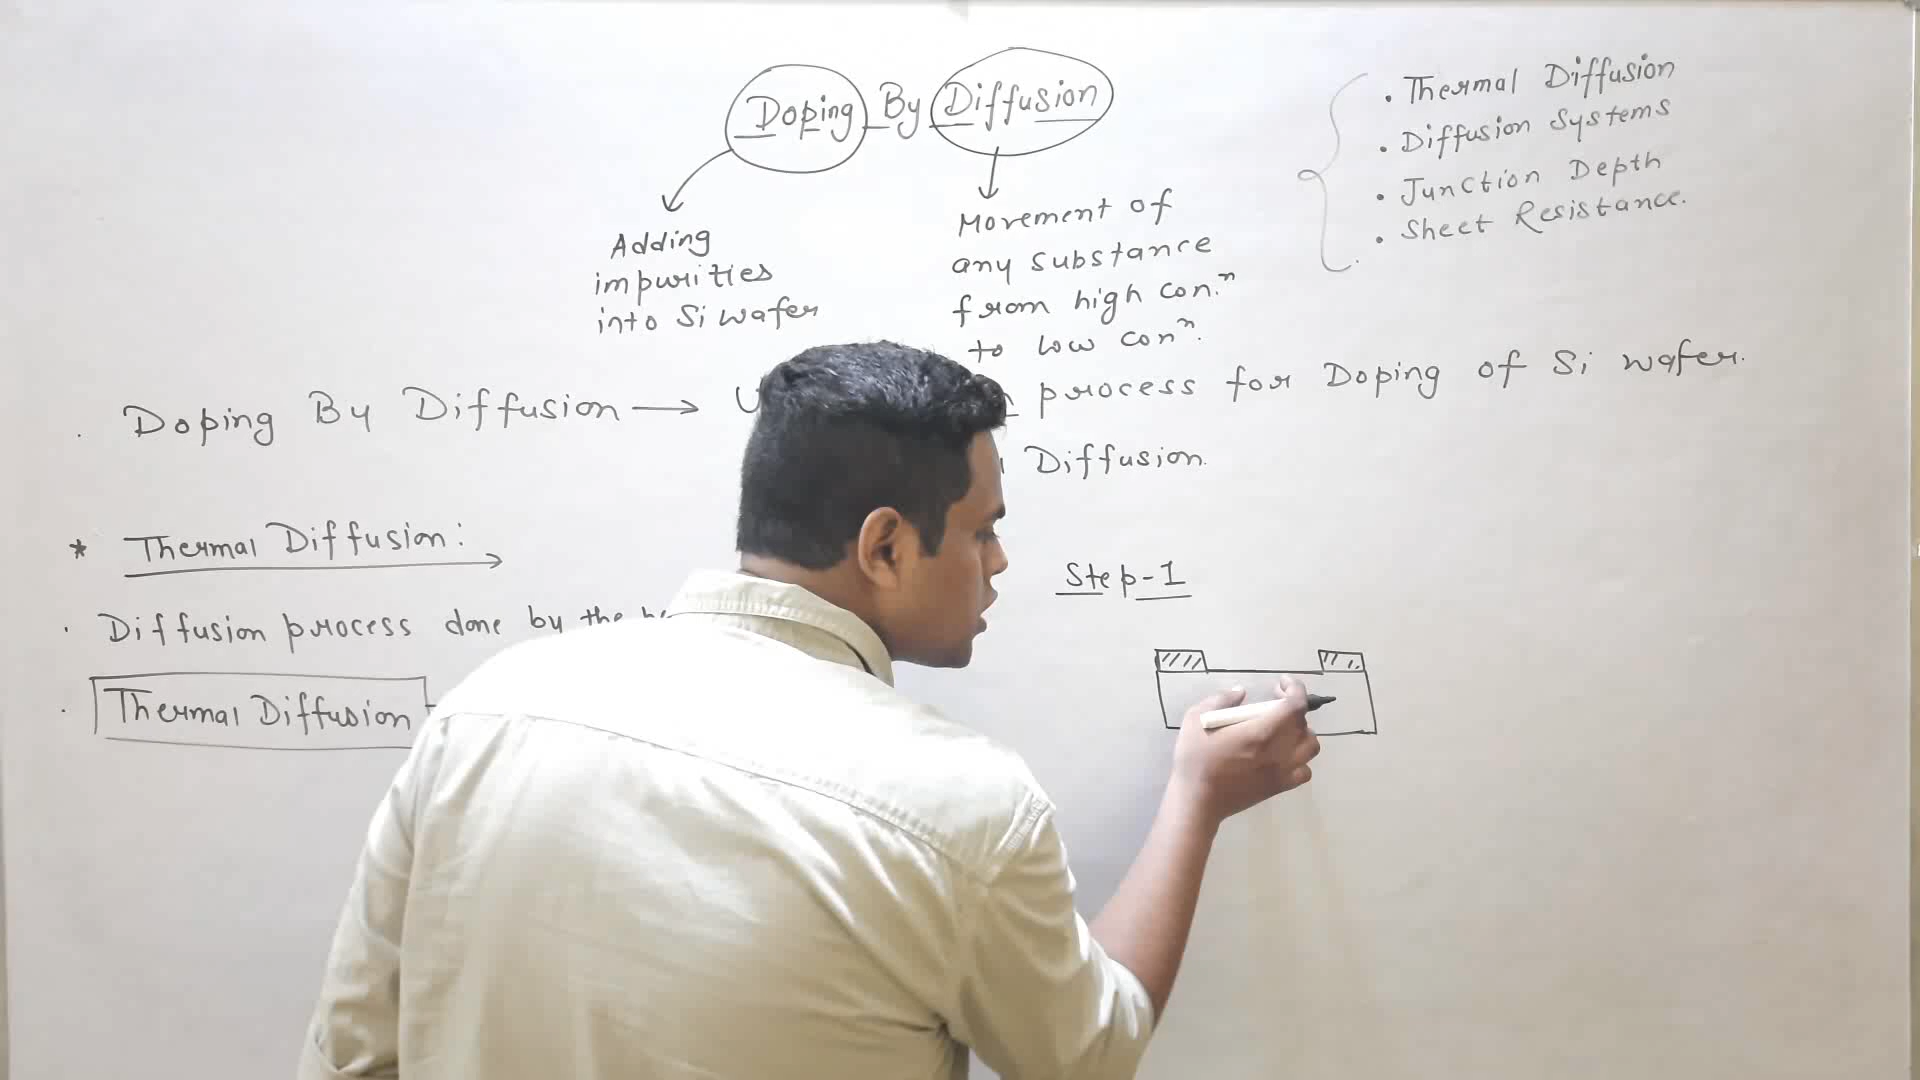 Doping By Diffusion
Adding
impurities
into Si wafer
Movement of
any substance
from high con.ⁿ
to low conⁿ.
• Thermal Diffusion
• Diffusion Systems
• Junction Depth
• Sheet Resistance.
. Doping By Diffusion → process for Doping of Si wafer.
Diffusion.
* Thermal Diffusion:
. Diffusion process done by the
. Thermal Diffusion
Step-1